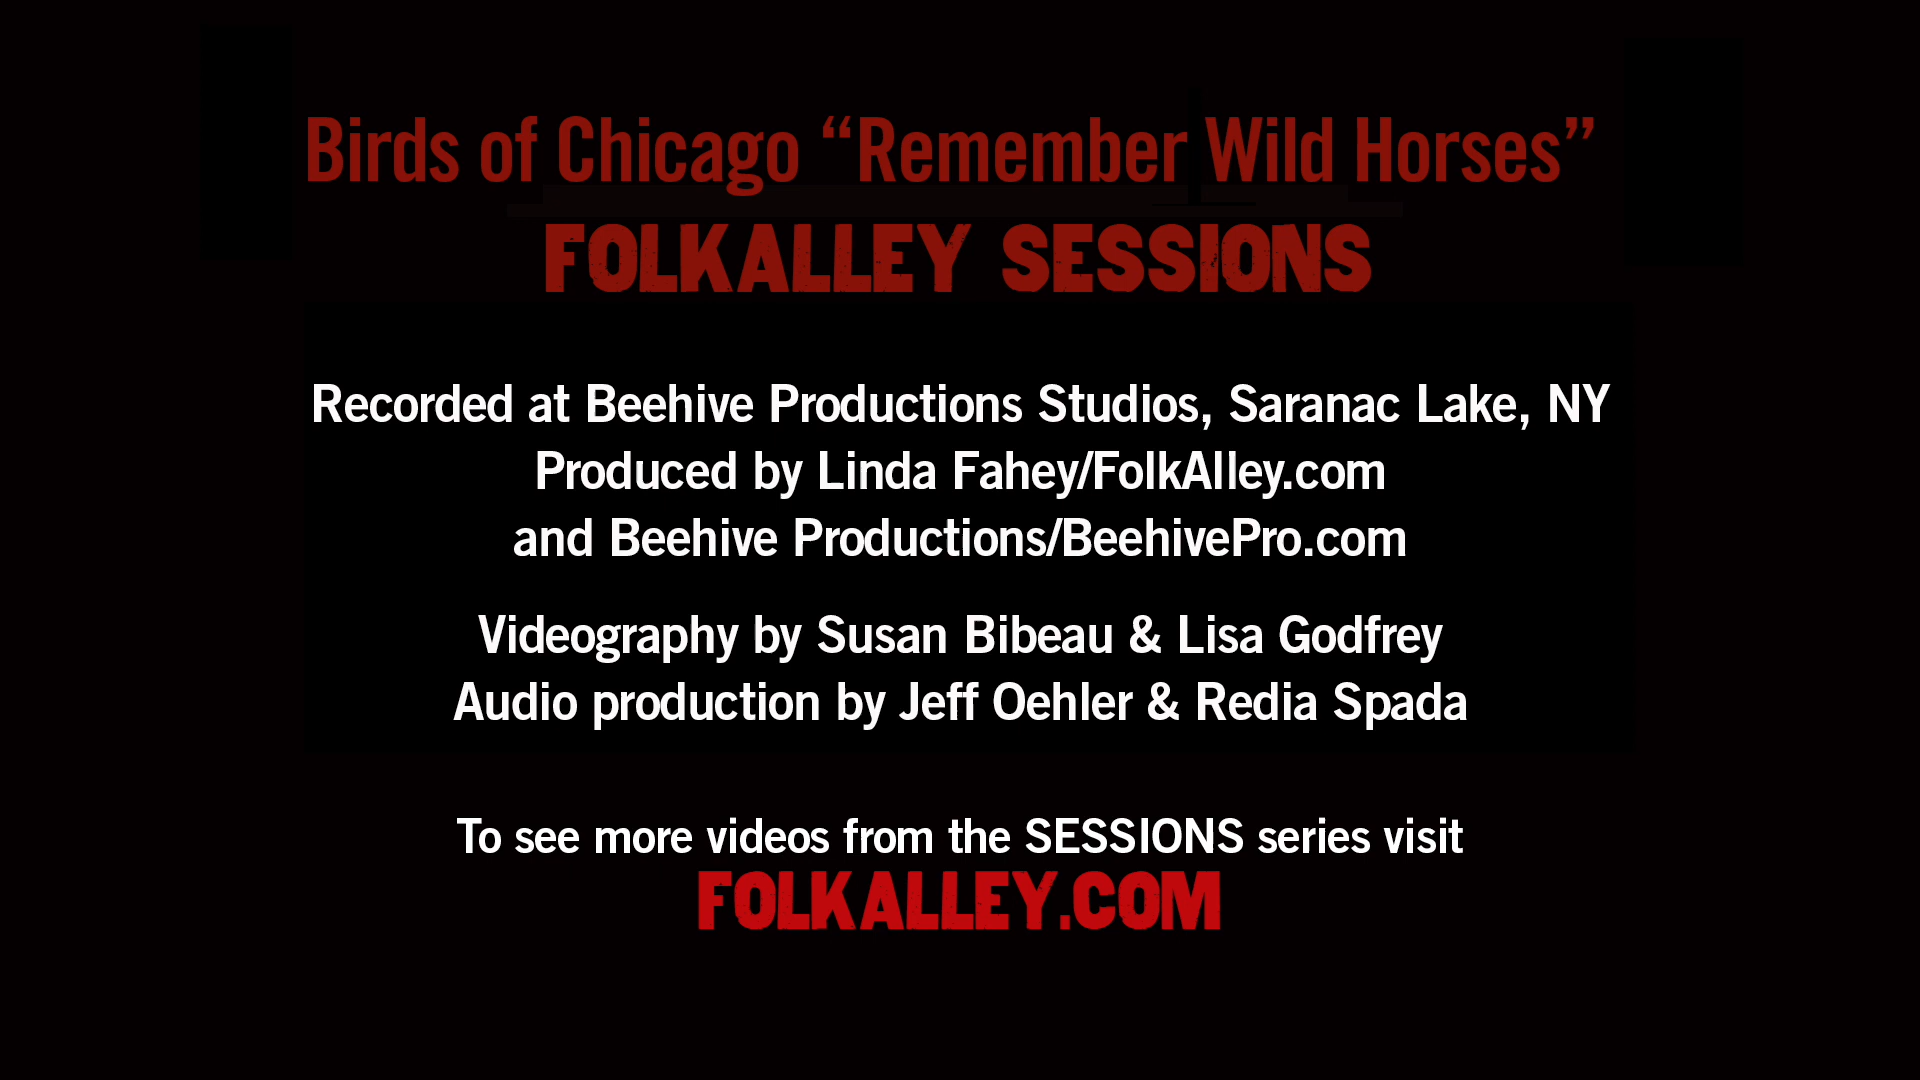 Birds of Chicago “Remember Wild Horses”
FOLKALLEY SESSIONS
Recorded at Beehive Productions Studios, Saranac Lake, NY
Produced by Linda Fahey/FolkAlley.com
and Beehive Productions/BeehivePro.com
Videography by Susan Bibeau & Lisa Godfrey
Audio production by Jeff Oehler & Redia Spada
To see more videos from the SESSIONS series visit
FOLKALLEY.COM